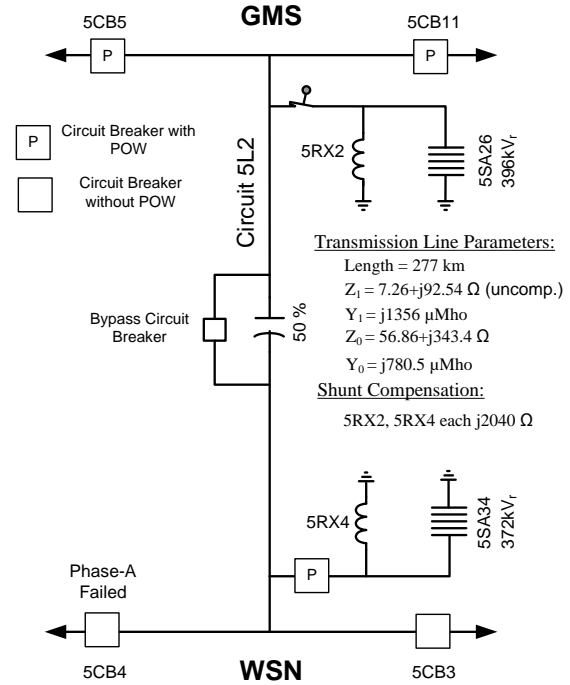 GMS
5CB5
5CB11
P
P
P
Circuit Breaker with
POW
Circuit Breaker
without POW
Circuit 5L2
5RX2
5SA26
396kVr
Transmission Line Parameters:
Length = 277 km
Z1 = 7.26+j92.54 Ω (uncomp.)
Y1 = j1356 μMho
Z0 = 56.86+j343.4 Ω
Y0 = j780.5 μMho
Shunt Compensation:
5RX2, 5RX4 each j2040 Ω
Bypass Circuit
Breaker
50 %
5RX4
5SA34
372kVr
P
Phase-A
Failed
5CB4
WSN
5CB3